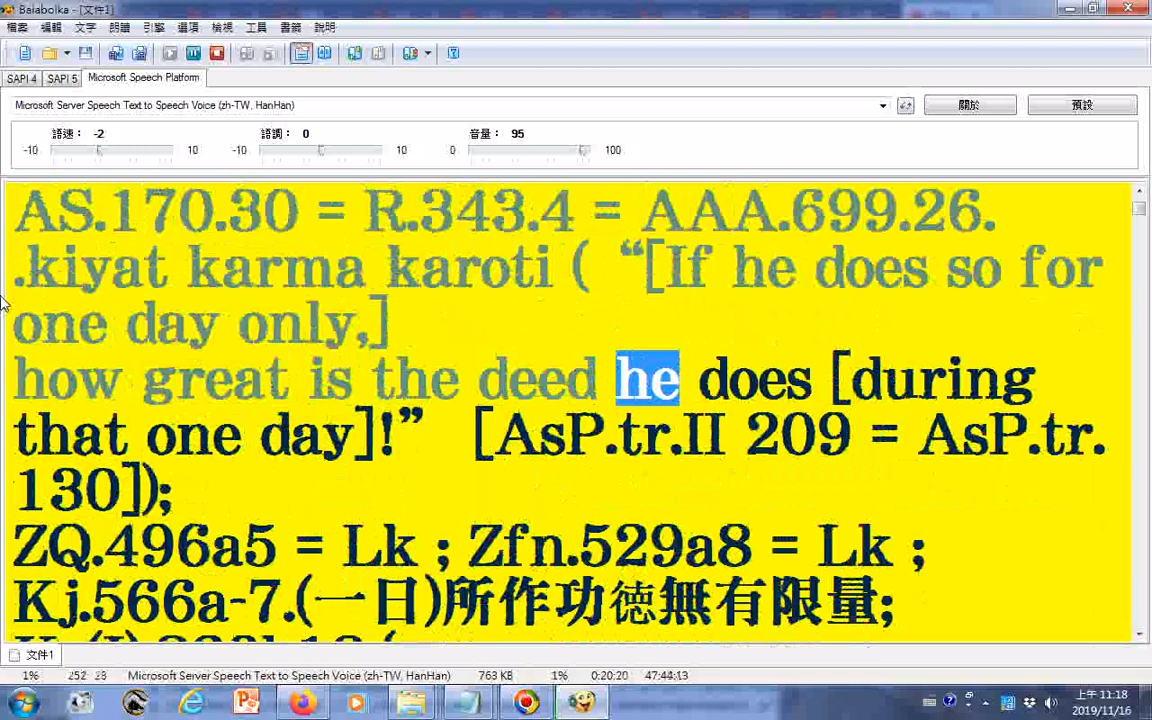 Balabolka - [文件1]
檔案 編輯 文字 朗讀 引擎 選項 檢視 工具 書籤 說明
SAPI 4 SAPI 5 Microsoft Speech Platform
Microsoft Server Speech Text to Speech Voice (zh-TW, HanHan) 關於 預設
語速： -2 語調： 0 音量： 95
-10 10 -10 10 0 100
AS.170.30 = R.343.4 = AAA.699.26.
.kiyat karma karoti ( “[If he does so for
one day only,]
how great is the deed he does [during
that one day]!” [AsP.tr.II 209 = AsP.tr.
130]);
ZQ.496a5 = Lk ; Zfn.529a8 = Lk ;
Kj.566a-7.(一日)所作功德無有限量;
文件1
1% 252 23 Microsoft Server Speech Text to Speech Voice (zh-TW, HanHan) 763 KB 1% 0:20:20 47:44:13
上午 11:18
2019/11/16